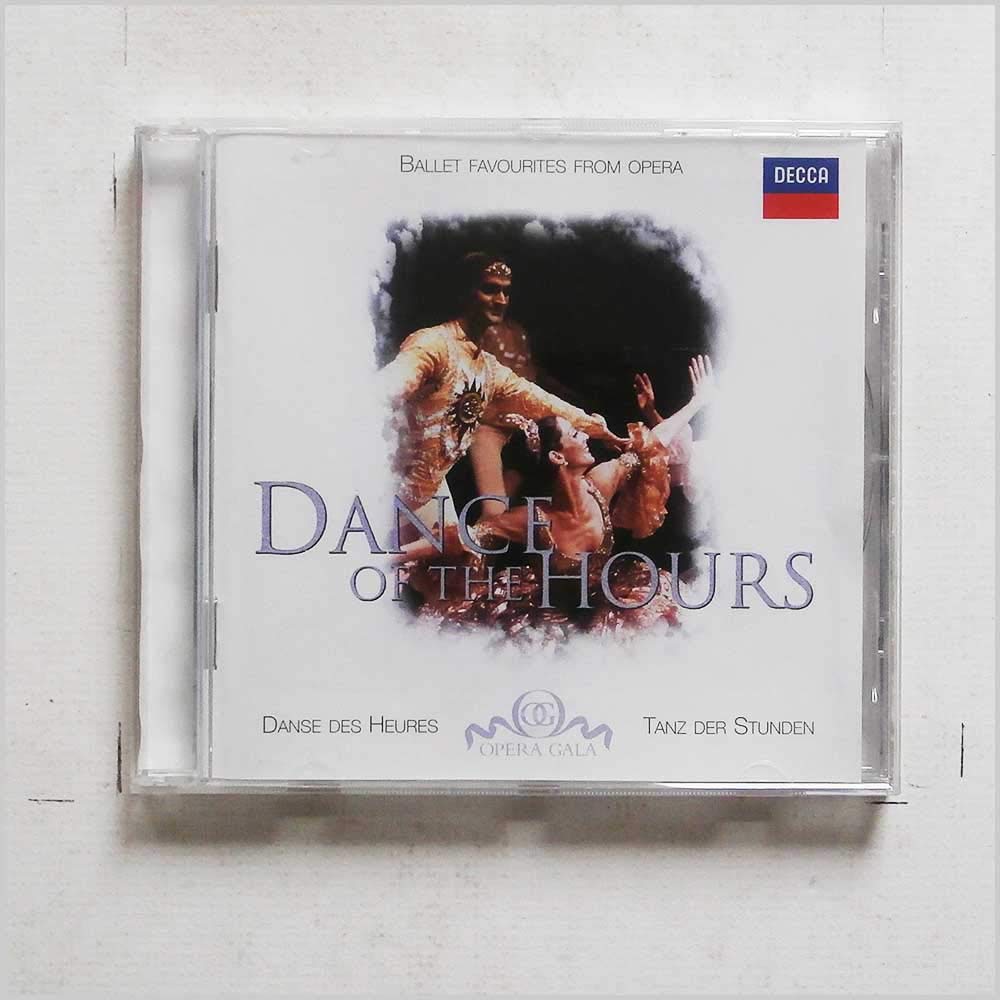 BALLET FAVOURITES FROM OPERA
DECCA
DANCE
OF THE HOURS
DANSE DES HEURES
OG
OPERA GALA
TANZ DER STUNDEN